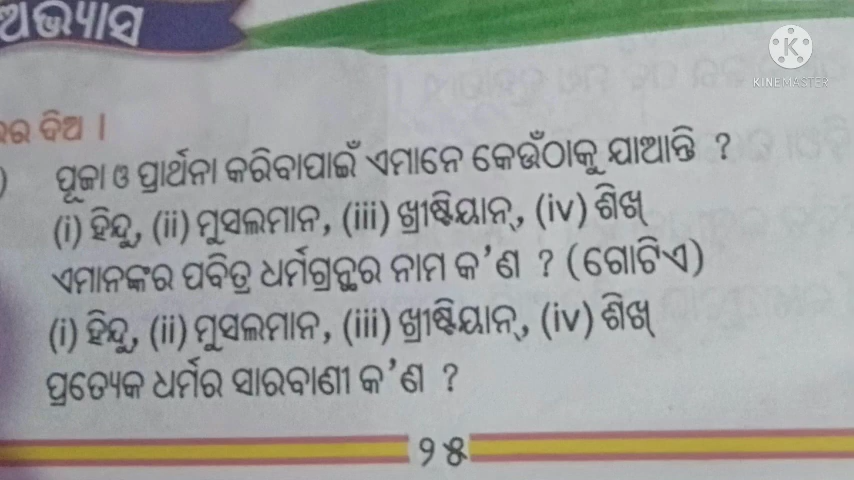 ଅଭ୍ୟାସ
KINEMASTER
ଦିଅ ।
ପୂଜା ଓ ପ୍ରାର୍ଥନା କରିବାପାଇଁ ଏମାନେ କେଉଁଠାକୁ ଯାଆନ୍ତି ?
(i) ହିନ୍ଦୁ, (ii) ମୁସଲମାନ, (iii) ଖ୍ରୀଷ୍ଟିୟାନ୍, (iv) ଶିଖ୍
ଏମାନଙ୍କର ପବିତ୍ର ଧର୍ମଗ୍ରନ୍ଥର ନାମ କ'ଣ ? (ଗୋଟିଏ)
(i) ହିନ୍ଦୁ, (ii) ମୁସଲମାନ, (iii) ଖ୍ରୀଷ୍ଟିୟାନ୍, (iv) ଶିଖ୍
ପ୍ରତ୍ୟେକ ଧର୍ମର ସାରବାଣୀ କ'ଣ ?
୨୫